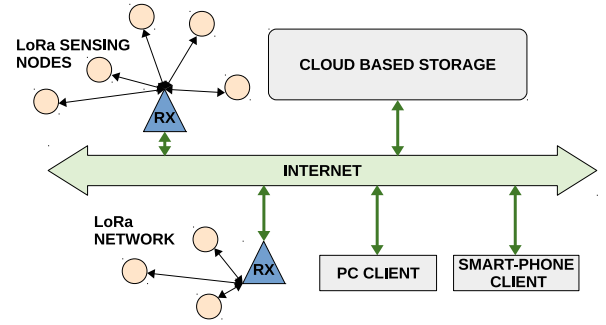 LoRa SENSING
NODES
CLOUD BASED STORAGE
RX
INTERNET
LoRa
NETWORK
RX
PC CLIENT
SMART-PHONE
CLIENT